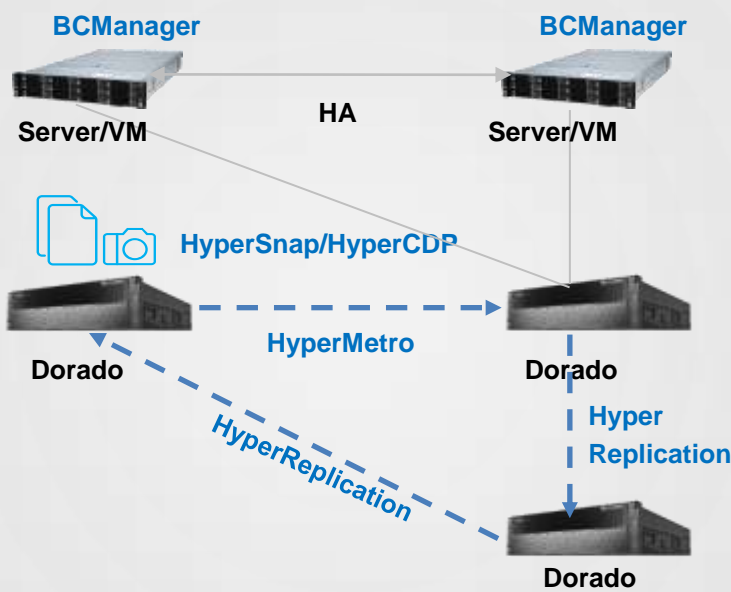 BCManager
BCManager
HA
Server/VM
Server/VM
HyperSnap/HyperCDP
HyperMetro
Dorado
Dorado
HyperReplication
Hyper
Replication
Dorado